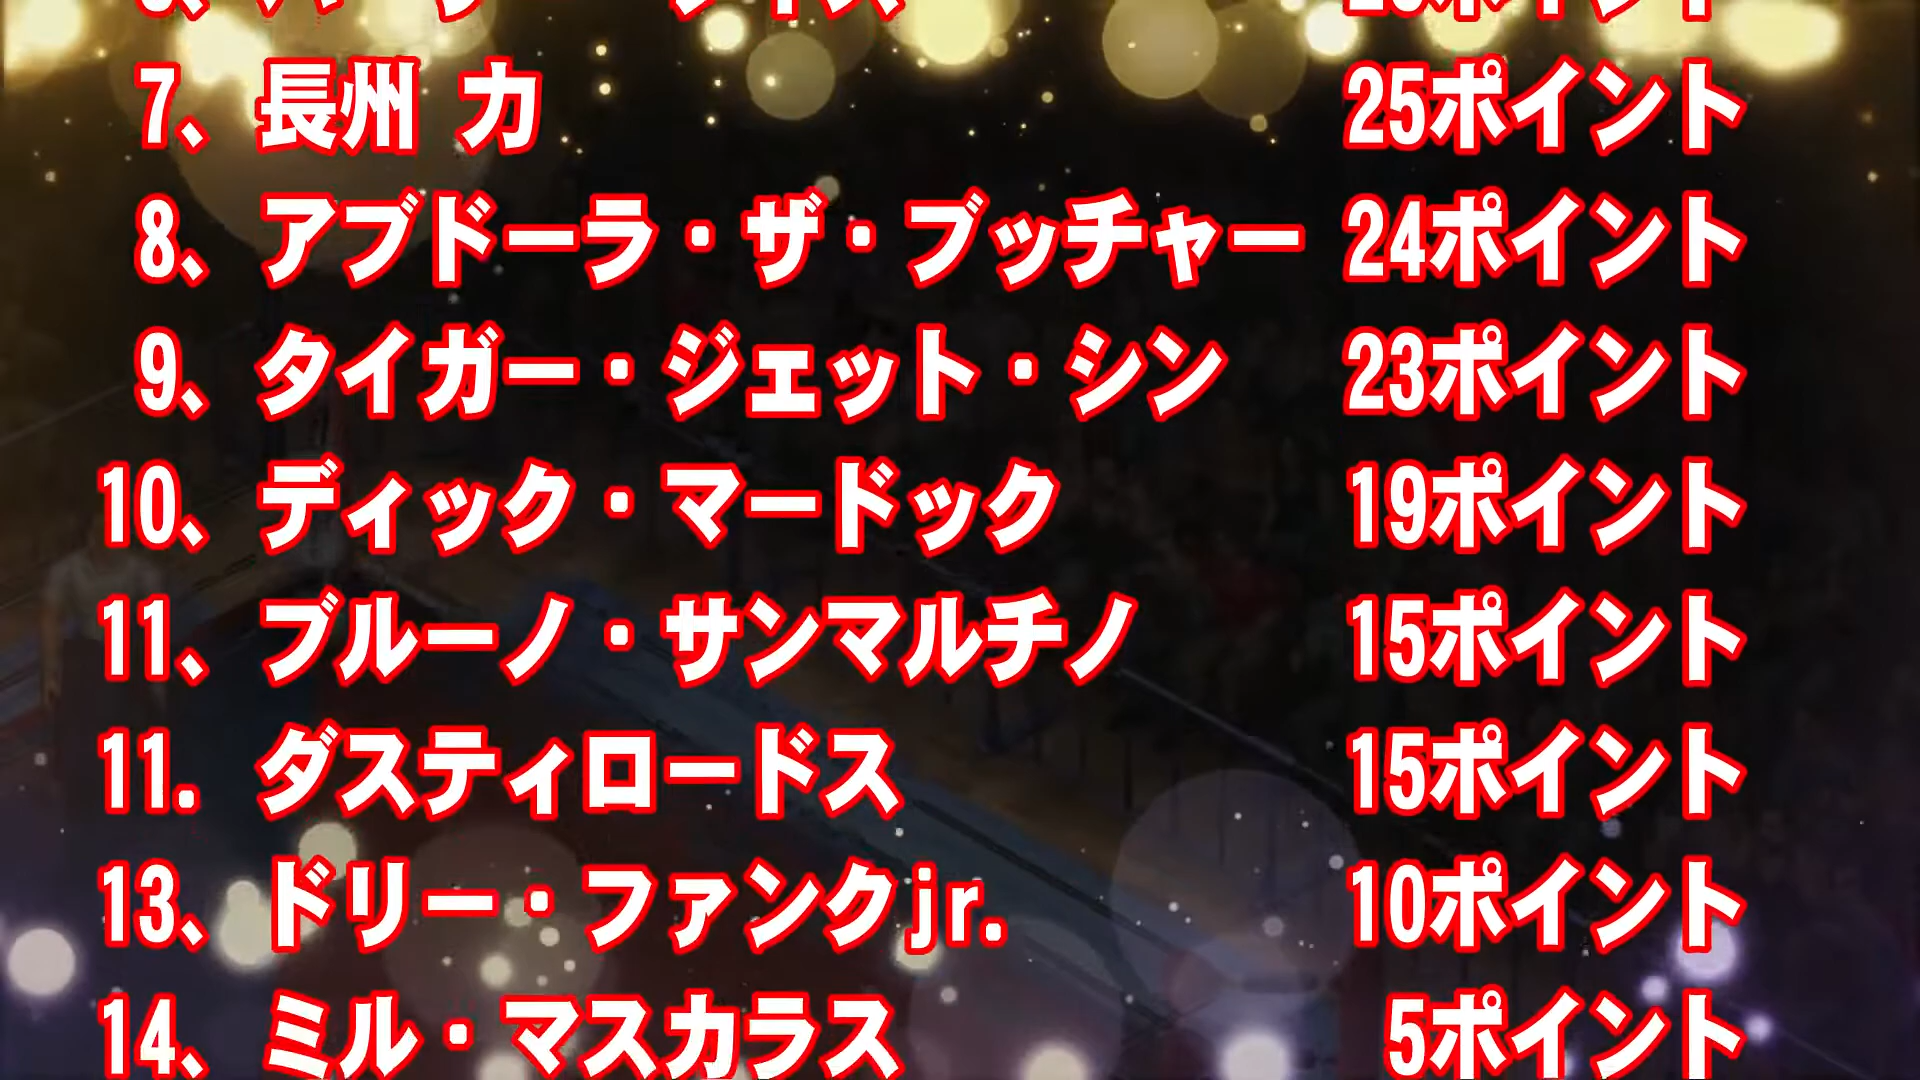 7、長州 力 25ポイント
8、アブドーラ・ザ・ブッチャー 24ポイント
9、タイガー・ジェット・シン 23ポイント
10、ディック・マードック 19ポイント
11、ブルーノ・サンマルチノ 15ポイント
11. ダスティロードス 15ポイント
13、ドリー・ファンクjr. 10ポイント
14、ミル・マスカラス 5ポイント